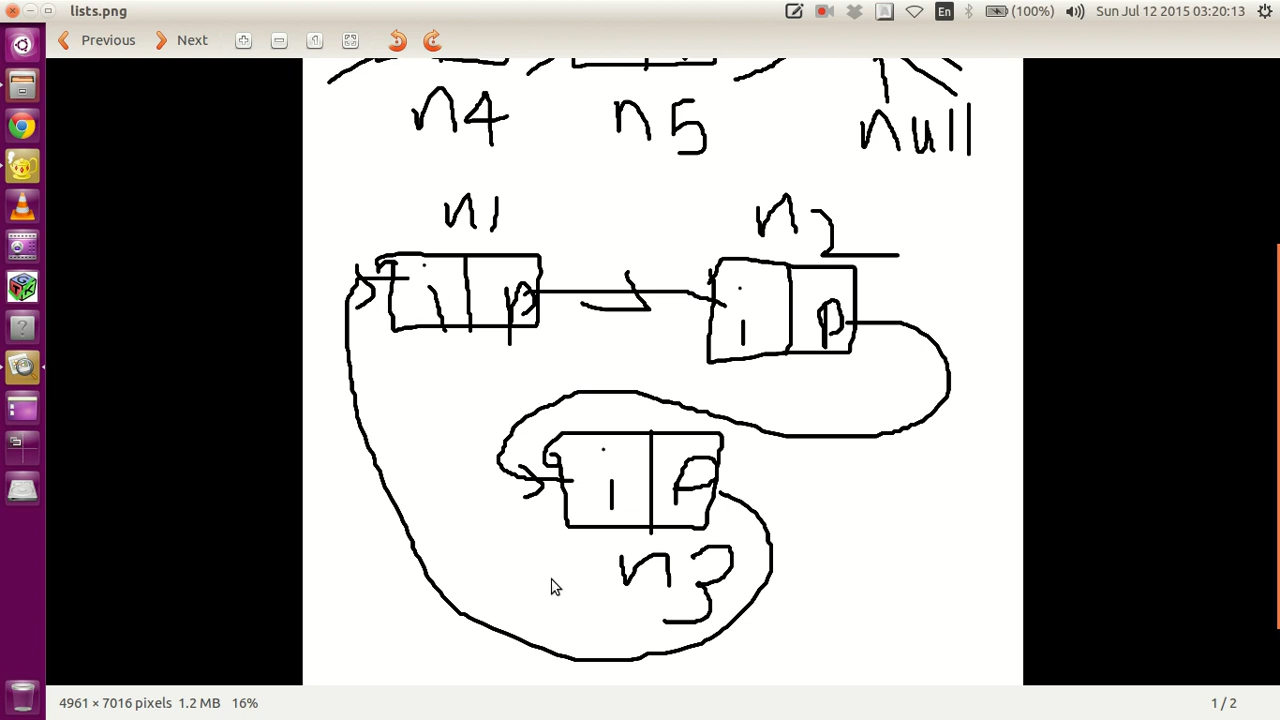 lists.png
En (100%) Sun Jul 12 2015 03:20:13
Previous Next
n4 n5 null
n1 n2
i p i p
i p
n3
4961 × 7016 pixels 1.2 MB 16% 1 / 2